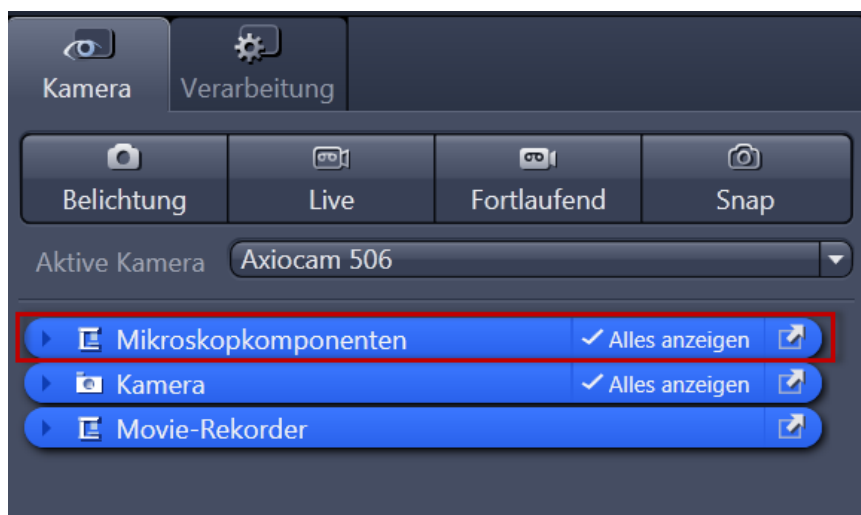 Kamera Verarbeitung
Belichtung Live Fortlaufend Snap
Aktive Kamera Axiocam 506
Mikroskopkomponenten Alles anzeigen
Kamera Alles anzeigen
Movie-Rekorder